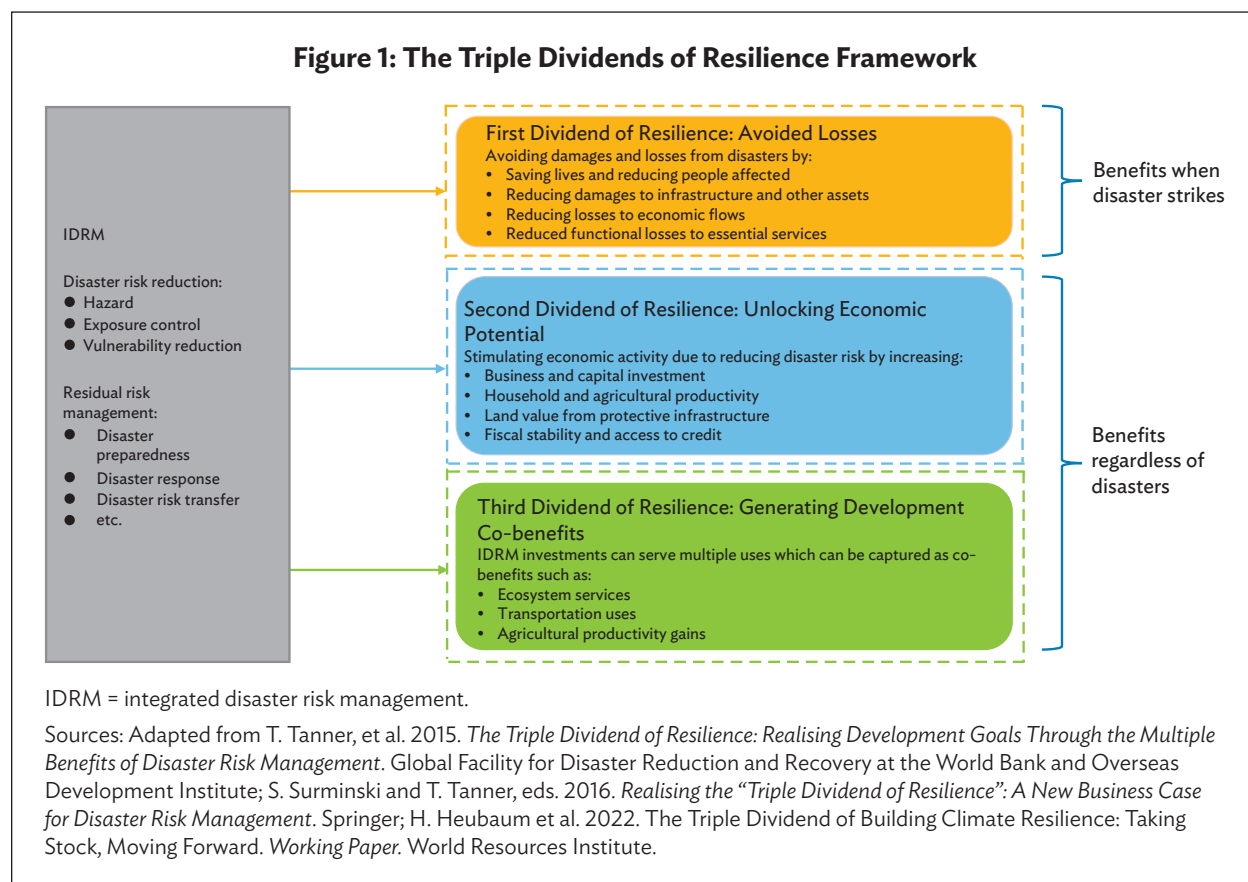 Figure 1: The Triple Dividends of Resilience Framework
IDRM
Disaster risk reduction:
● Hazard
● Exposure control
● Vulnerability reduction
Residual risk
management:
● Disaster
preparedness
● Disaster response
● Disaster risk transfer
● etc.
First Dividend of Resilience: Avoided Losses
Avoiding damages and losses from disasters by:
• Saving lives and reducing people affected
• Reducing damages to infrastructure and other assets
• Reducing losses to economic flows
• Reduced functional losses to essential services
Benefits when
disaster strikes
Second Dividend of Resilience: Unlocking Economic
Potential
Stimulating economic activity due to reducing disaster risk by increasing:
• Business and capital investment
• Household and agricultural productivity
• Land value from protective infrastructure
• Fiscal stability and access to credit
Third Dividend of Resilience: Generating Development
Co-benefits
IDRM investments can serve multiple uses which can be captured as co-
benefits such as:
• Ecosystem services
• Transportation uses
• Agricultural productivity gains
Benefits
regardless of
disasters
IDRM = integrated disaster risk management.
Sources: Adapted from T. Tanner, et al. 2015. The Triple Dividend of Resilience: Realising Development Goals Through the Multiple
Benefits of Disaster Risk Management. Global Facility for Disaster Reduction and Recovery at the World Bank and Overseas
Development Institute; S. Surminski and T. Tanner, eds. 2016. Realising the “Triple Dividend of Resilience”: A New Business Case
for Disaster Risk Management. Springer; H. Heubaum et al. 2022. The Triple Dividend of Building Climate Resilience: Taking
Stock, Moving Forward. Working Paper. World Resources Institute.